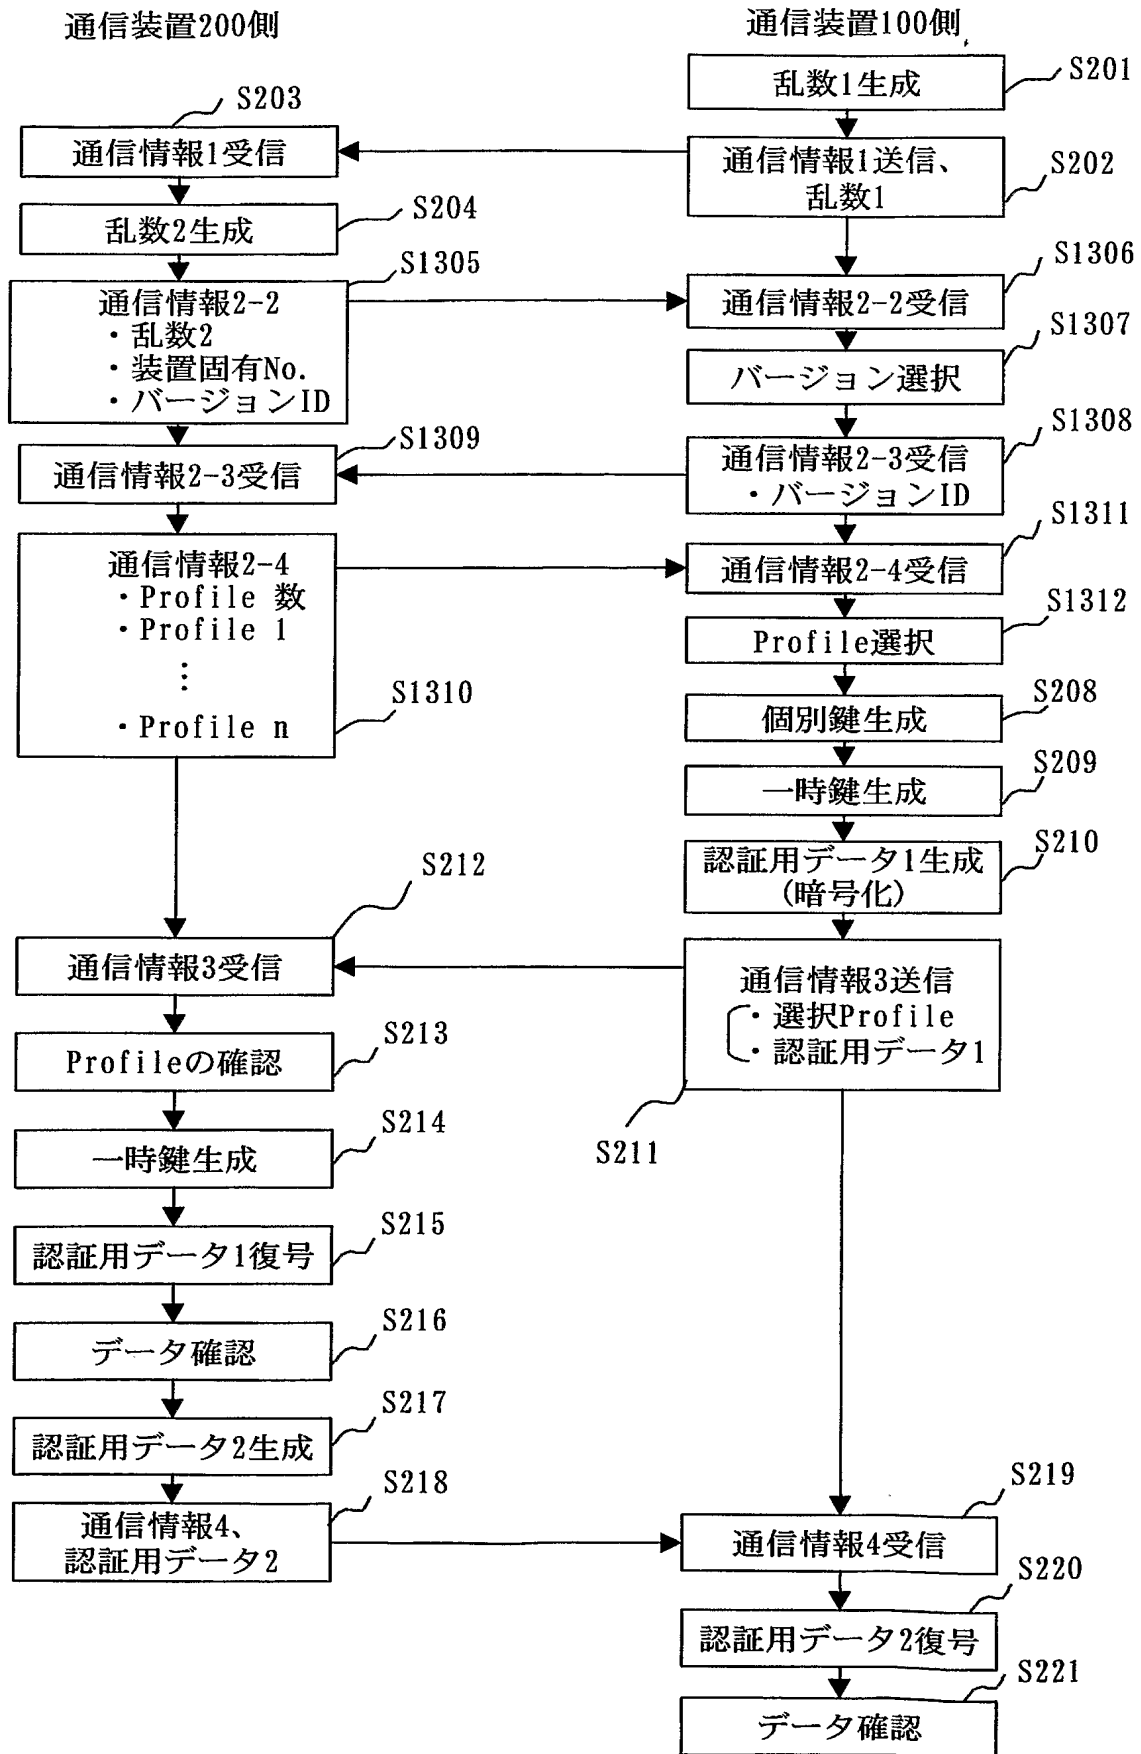 通信装置200側
通信装置100側
乱数1生成
S201
S203
通信情報1受信
通信情報1送信、
乱数1
S202
乱数2生成
S204
S1305
通信情報2-2
・乱数2
・装置固有No.
・バージョンID
通信情報2-2受信
S1306
バージョン選択
S1307
通信情報2-3受信
S1309
通信情報2-3受信
・バージョンID
S1308
通信情報2-4
・Profile 数
・Profile 1
⋮
・Profile n
S1310
通信情報2-4受信
S1311
Profile選択
S1312
個別鍵生成
S208
一時鍵生成
S209
認証用データ1生成
(暗号化)
S210
S212
通信情報3受信
通信情報3送信
・選択Profile
・認証用データ1
S211
Profileの確認
S213
一時鍵生成
S214
認証用データ1復号
S215
データ確認
S216
認証用データ2生成
S217
通信情報4、
認証用データ2
S218
通信情報4受信
S219
認証用データ2復号
S220
データ確認
S221